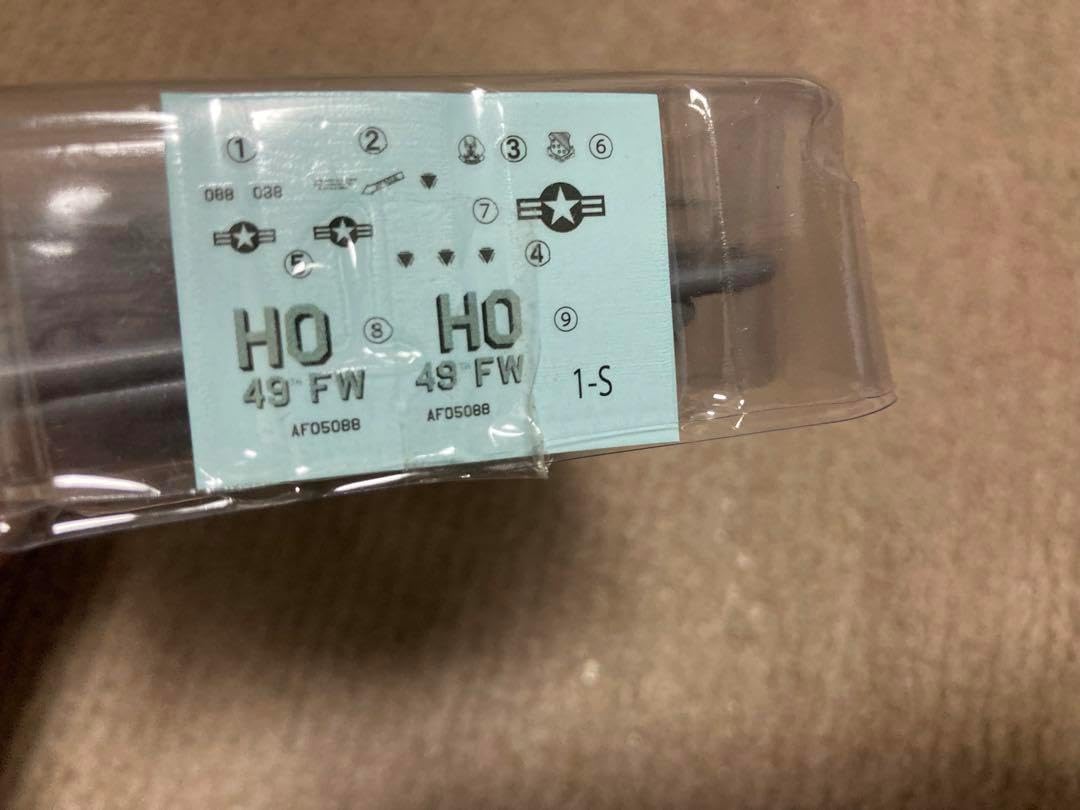 ① ② ③ ⑥
088 038
⑦
⑤ ④
HO ⑧ HO ⑨
49TH FW 49TH FW 1-S
AF05088 AF05088